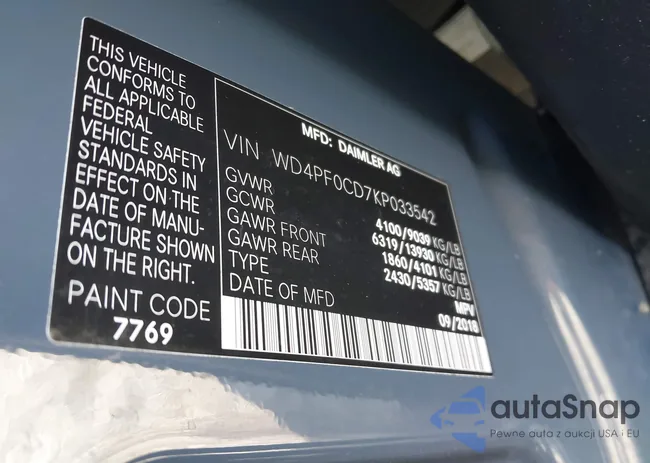 THIS VEHICLE
CONFORMS TO
ALL APPLICABLE
FEDERAL
VEHICLE SAFETY
STANDARDS IN
EFFECT ON THE
DATE OF MANU-
FACTURE SHOWN
ON THE RIGHT.
PAINT CODE
7769
MFD: DAIMLER AG
VIN WD4PF0CD7KP033542
GVWR 4100/9039 KG/LB
GCWR 6319/13930 KG/LB
GAWR FRONT 1860/4101 KG/LB
GAWR REAR 2430/5357 KG/LB
TYPE MPV
DATE OF MFD 09/2018
autaSnap
Pewne auta z aukcji USA i EU